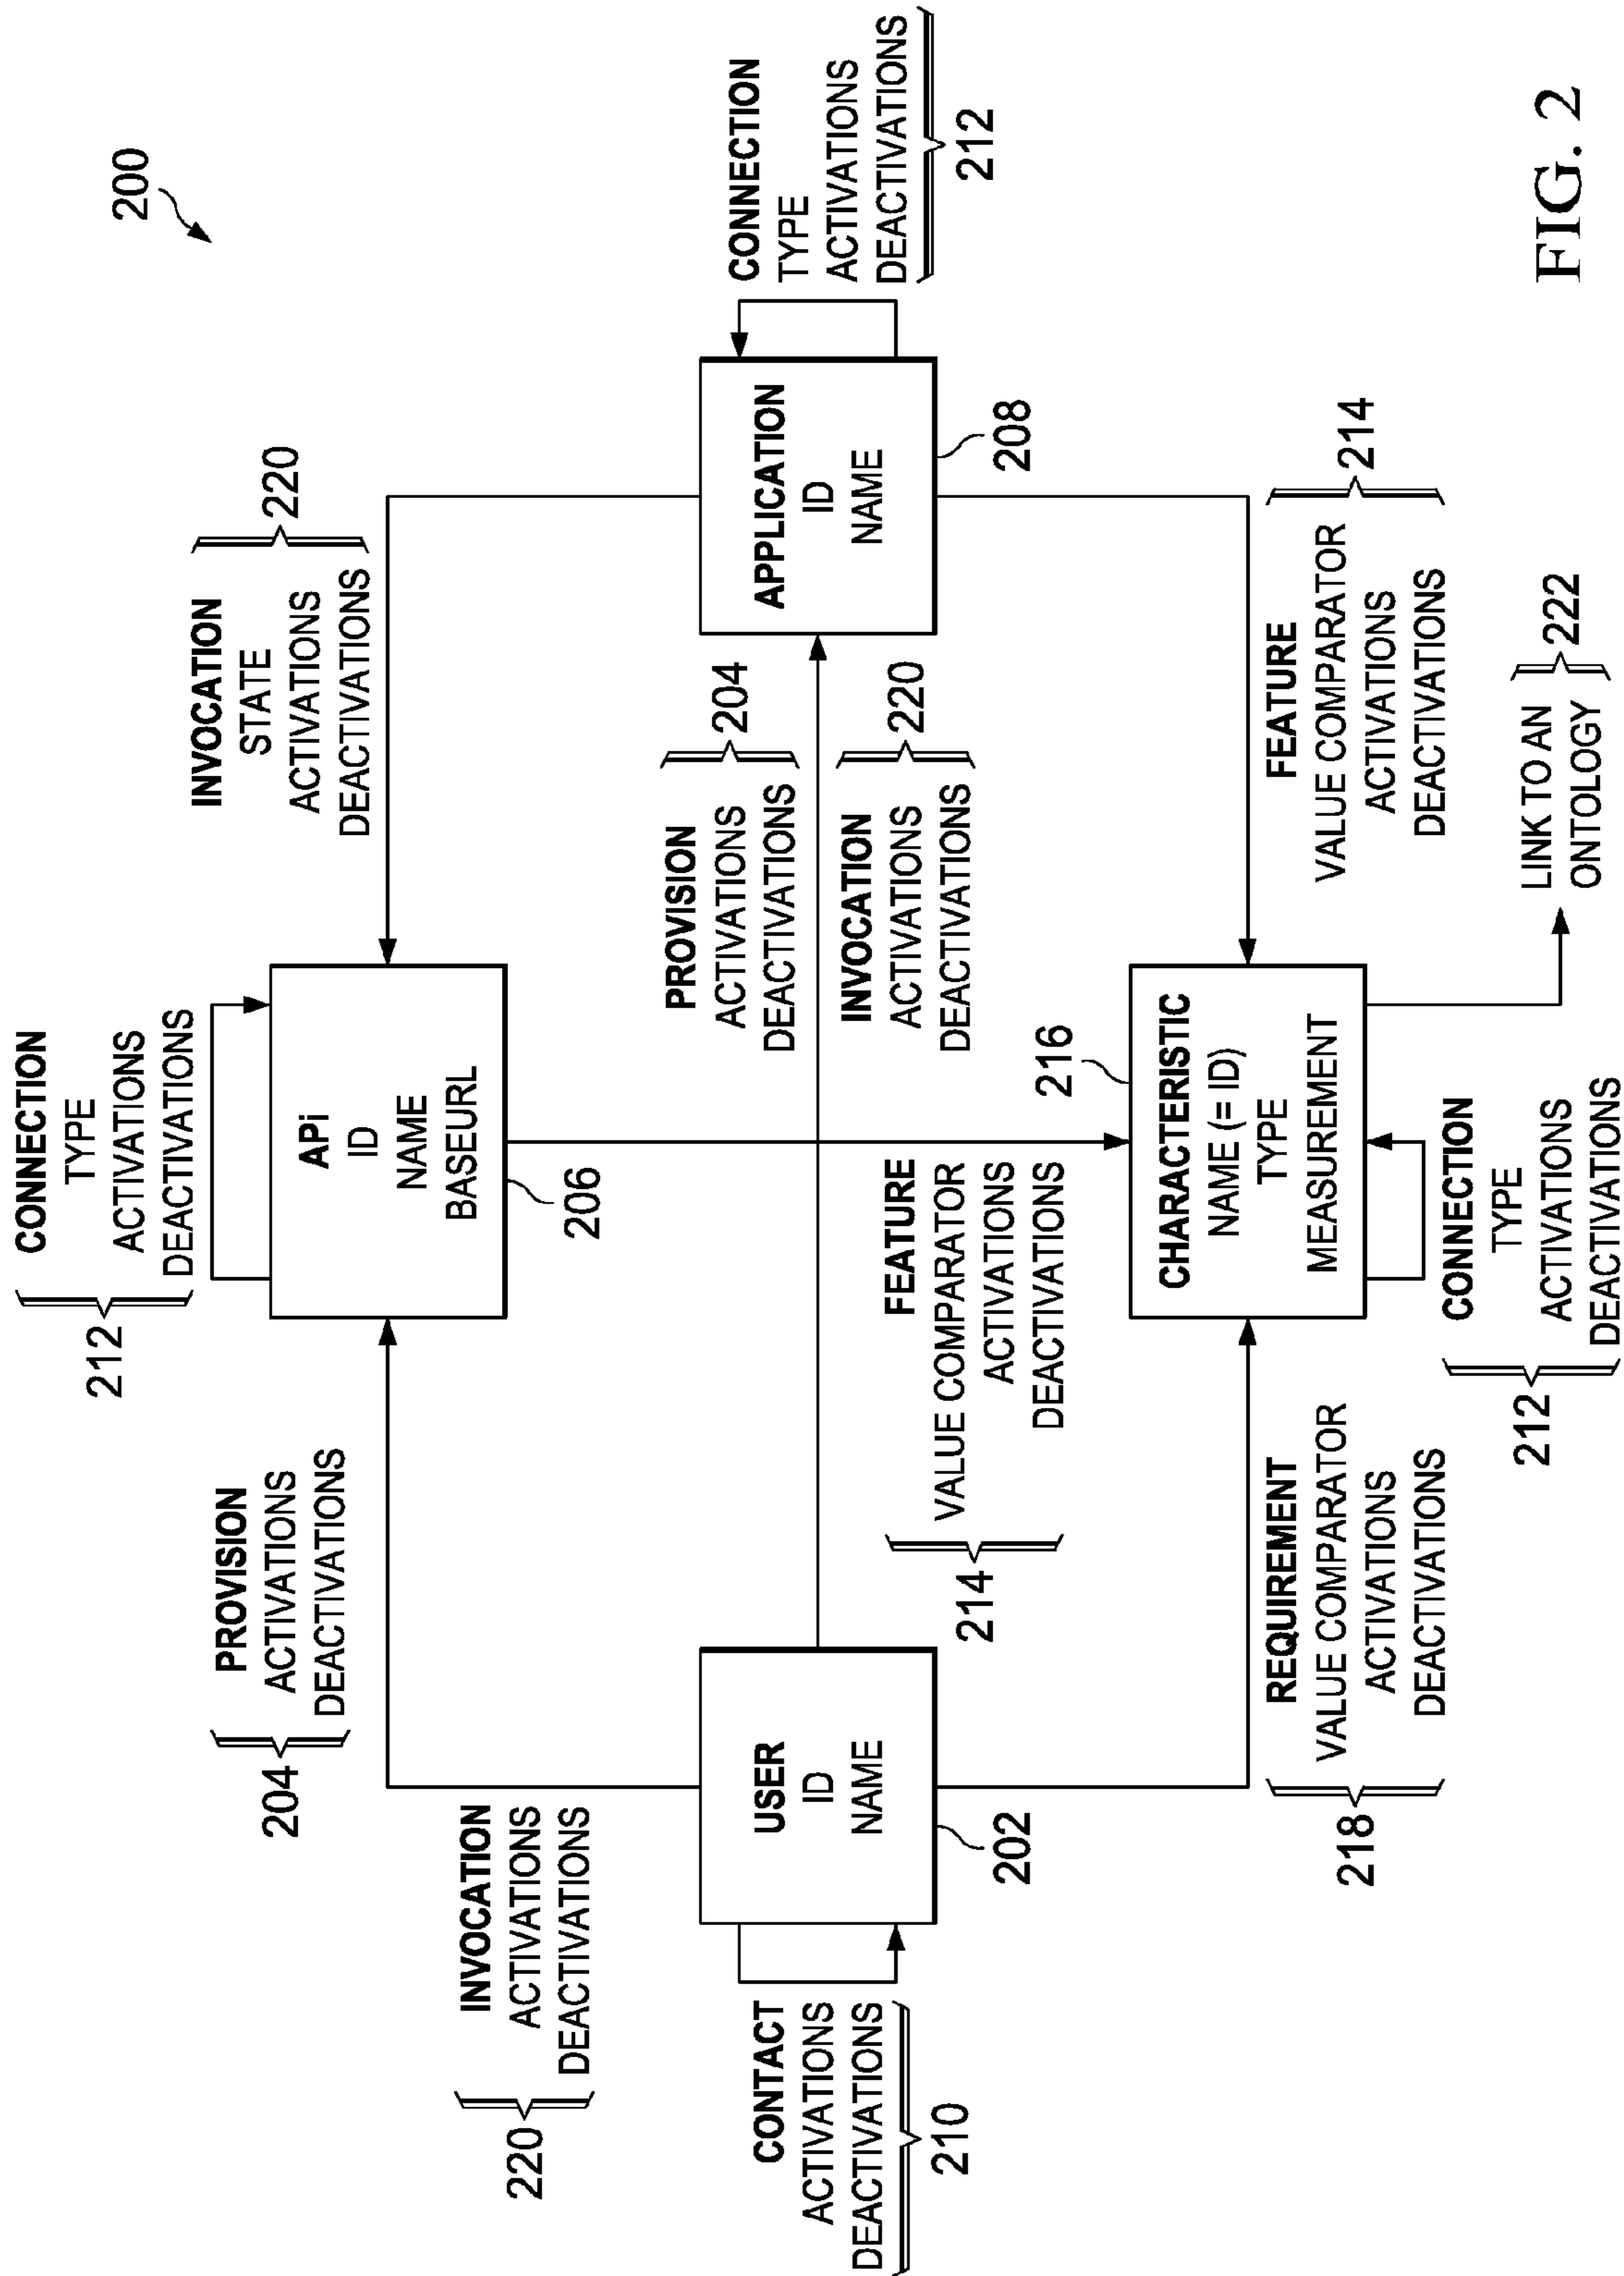 200
CONNECTION
TYPE
ACTIVATIONS
DEACTIVATIONS
212
PROVISION
ACTIVATIONS
DEACTIVATIONS
204
INVOCATION
STATE
ACTIVATIONS
DEACTIVATIONS
220
APi
ID
NAME
BASEURL
206
INVOCATION
ACTIVATIONS
DEACTIVATIONS
220
PROVISION
ACTIVATIONS
DEACTIVATIONS
204
CONTACT
ACTIVATIONS
DEACTIVATIONS
210
USER
ID
NAME
202
APPLICATION
ID
NAME
208
CONNECTION
TYPE
ACTIVATIONS
DEACTIVATIONS
212
INVOCATION
ACTIVATIONS
DEACTIVATIONS
220
FEATURE
VALUE COMPARATOR
ACTIVATIONS
DEACTIVATIONS
214
216
CHARACTERISTIC
NAME (= ID)
TYPE
MEASUREMENT
REQUIREMENT
VALUE COMPARATOR
ACTIVATIONS
DEACTIVATIONS
218
FEATURE
VALUE COMPARATOR
ACTIVATIONS
DEACTIVATIONS
214
CONNECTION
TYPE
ACTIVATIONS
DEACTIVATIONS
212
LINK TO AN
ONTOLOGY
222
FIG. 2